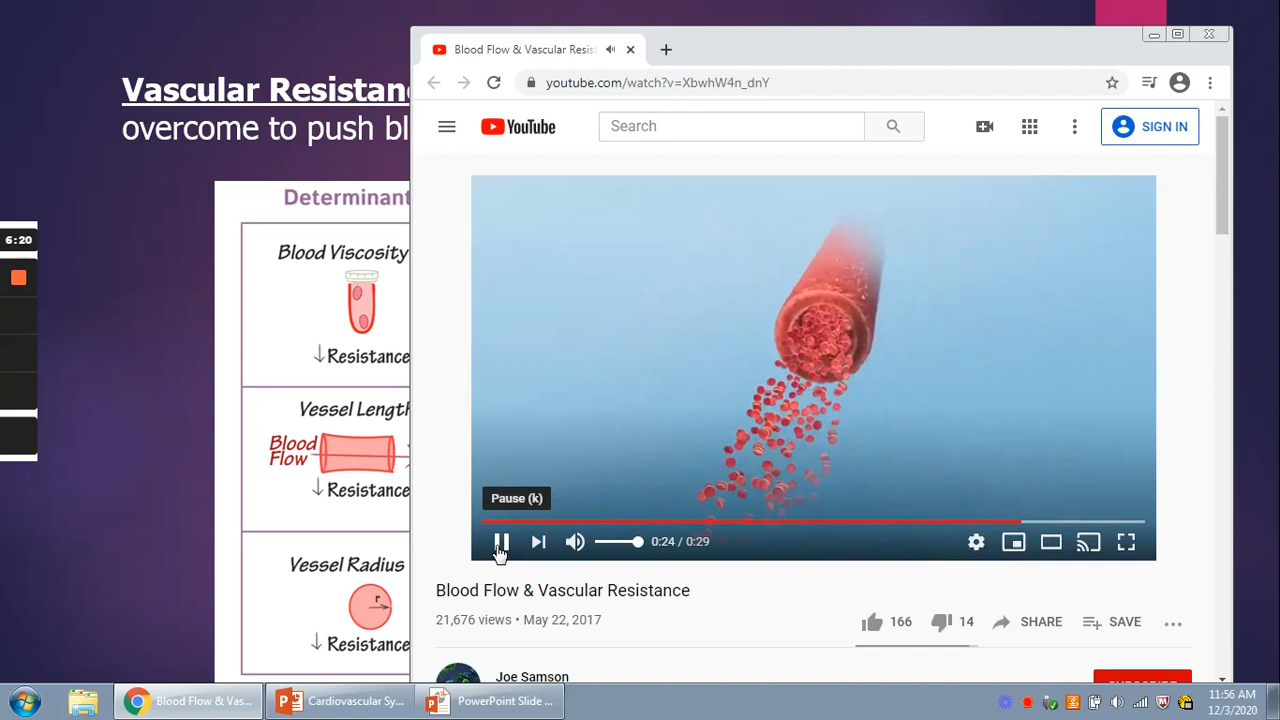 Vascular Resistan
overcome to push bl
Determinant
Blood Viscosity
↓ Resistance
Vessel Length
Blood
Flow
↓ Resistance
Vessel Radius
r
↓ Resistance
6:20
Blood Flow & Vascular Resist
youtube.com/watch?v=XbwhW4n_dnY
YouTube
Search
SIGN IN
Pause (k)
0:24 / 0:29
Blood Flow & Vascular Resistance
21,676 views • May 22, 2017
166
14
SHARE
SAVE
Joe Samson
Blood Flow & Vas...
Cardiovascular Sy...
PowerPoint Slide ...
11:56 AM
12/3/2020